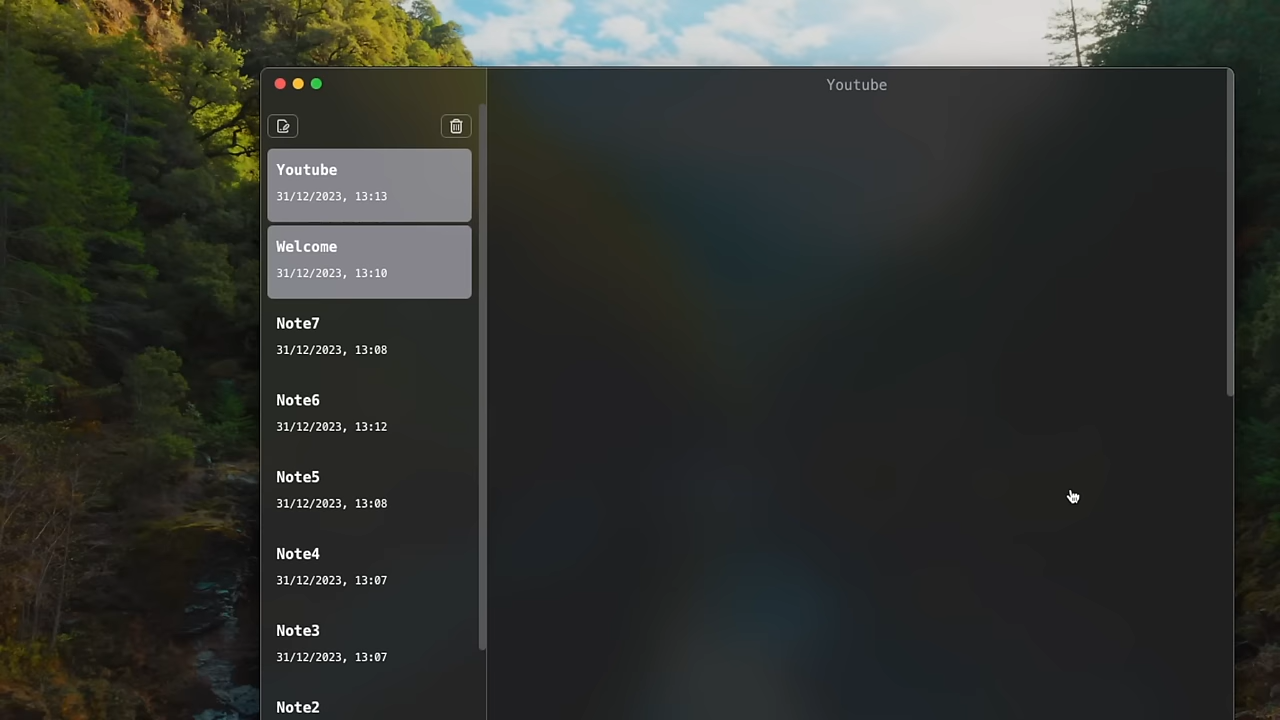 Youtube
Youtube
31/12/2023, 13:13
Welcome
31/12/2023, 13:10
Note7
31/12/2023, 13:08
Note6
31/12/2023, 13:12
Note5
31/12/2023, 13:08
Note4
31/12/2023, 13:07
Note3
31/12/2023, 13:07
Note2